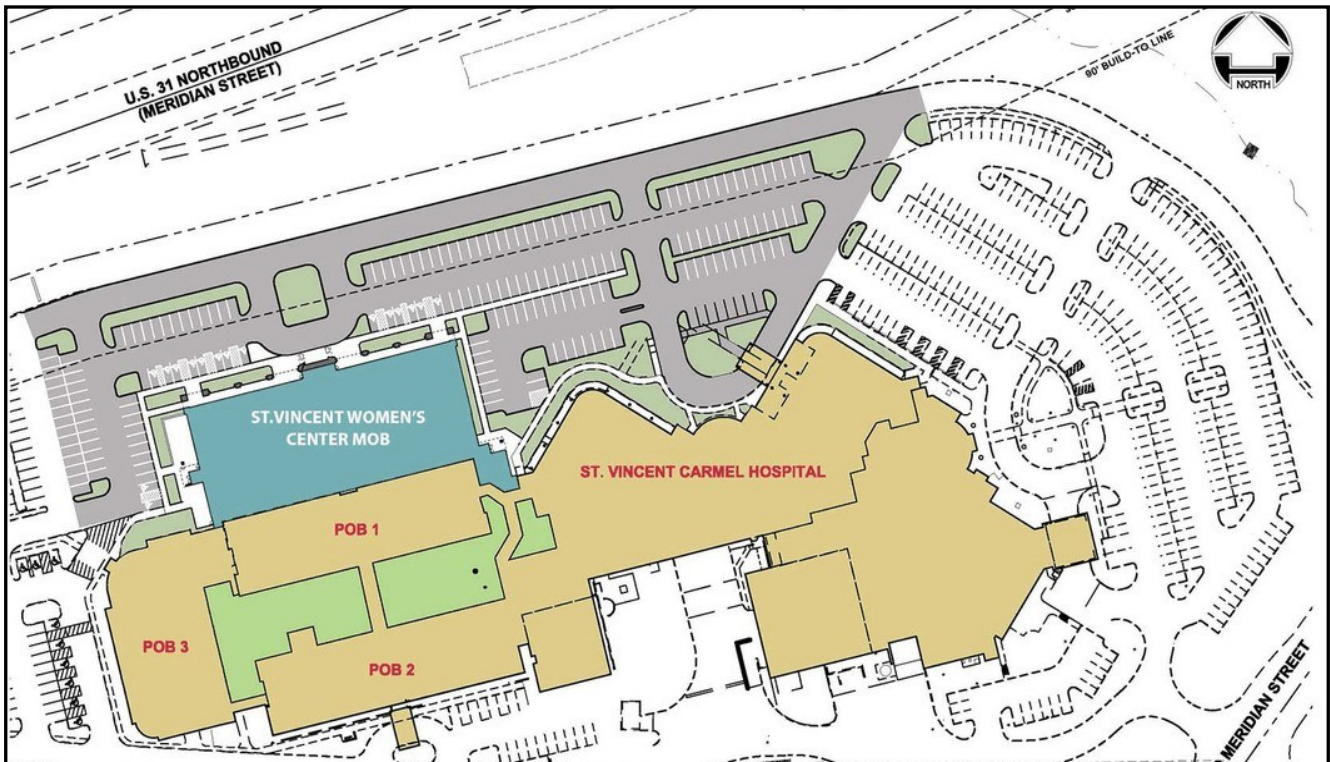 U.S. 31 NORTHBOUND
(MERIDIAN STREET)
90' BUILD-TO LINE
NORTH
ST.VINCENT WOMEN'S
CENTER MOB
ST. VINCENT CARMEL HOSPITAL
POB 1
POB 3
POB 2
MERIDIAN STREET